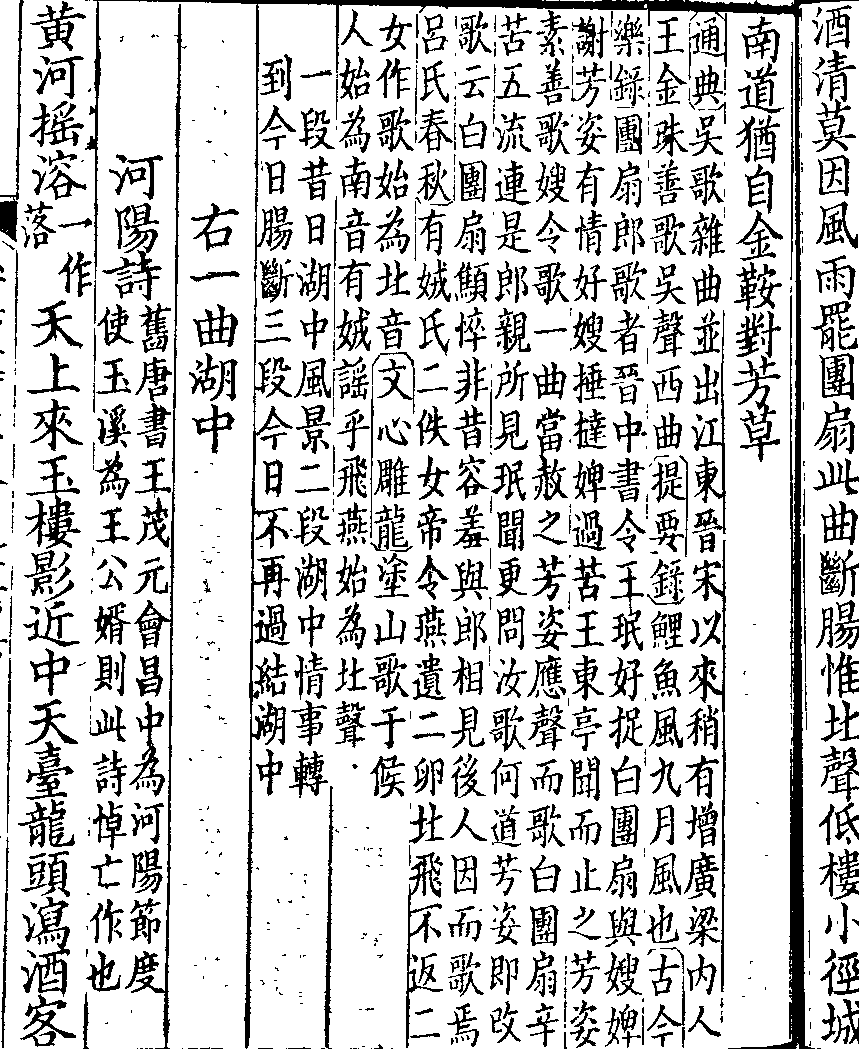 酒清莫因風雨罷團扇此曲斷腸惟北聲低樓小徑城
南道猶自金鞍對芳草
通典吳歌雜曲並出江東晉宋以來稍有增廣梁內人
王金珠善歌吳聲西曲提要錄鯉魚風九月風也古今
樂錄團扇郎歌者晉中書令王珉好捉白團扇與嫂婢
謝芳姿有情好嫂捶撻婢過苦王東亭聞而止之芳姿
素善歌嫂令歌一曲當赦之芳姿應聲而歌白團扇辛
苦五流連是郎親所見珉聞更問汝歌何道芳姿即改
歌云白團扇顦悴非昔容羞與郎相見後人因而歌焉
呂氏春秋有娀氏二佚女帝令燕遺二卵北飛不返二
女作歌始為北音文心雕龍塗山歌于候
人始為南音有娀謠乎飛燕始為北聲
一段昔日湖中風景二段湖中情事轉
到今日腸斷三段今日不再過結湖中
右一曲湖中
河陽詩舊唐書王茂元會昌中為河陽節度
使玉溪為王公婿則此詩悼亡作也
黃河搖溶一作落天上來玉樓影近中天臺龍頭瀉酒客